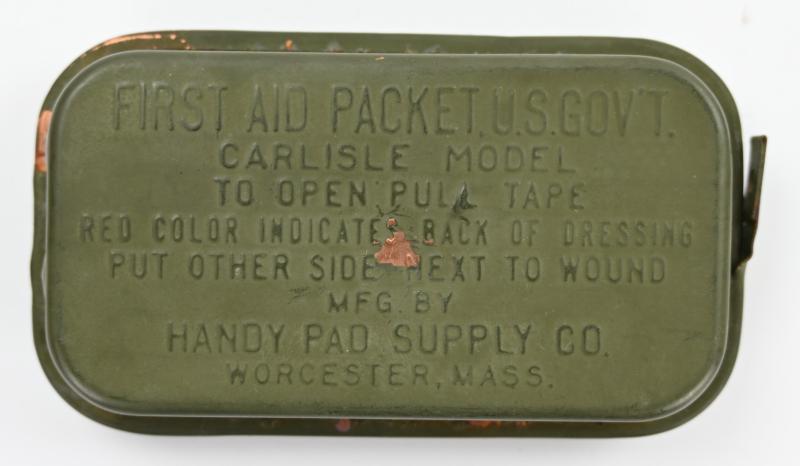 FIRST AID PACKET, U.S. GOV'T.
CARLISLE MODEL
TO OPEN PULL TAPE
RED COLOR INDICATES BACK OF DRESSING
PUT OTHER SIDE NEXT TO WOUND
MFG. BY
HANDY PAD SUPPLY CO.
WORCESTER, MASS.